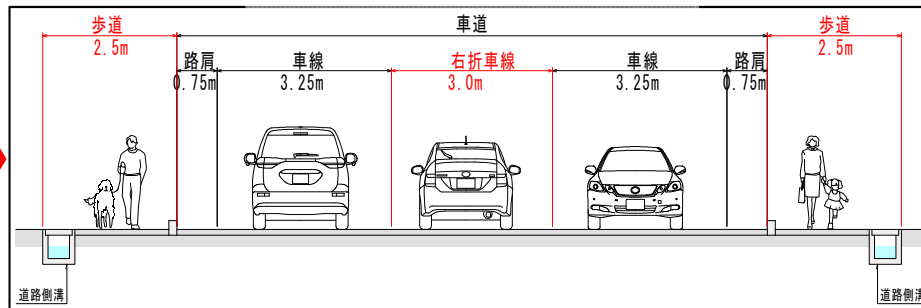 歩道 車道 歩道
2.5m 2.5m
路肩 車線 右折車線 車線 路肩
0.75m 3.25m 3.0m 3.25m 0.75m
道路側溝 道路側溝